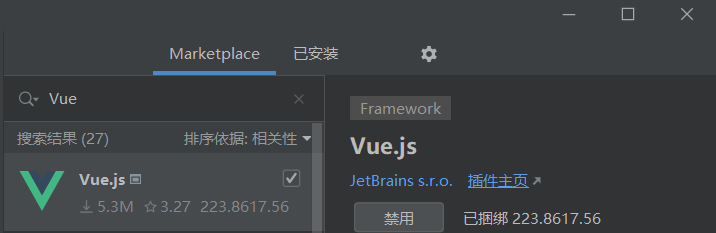 Marketplace 已安装
Vue
搜索结果 (27) 排序依据: 相关性
Vue.js
5.3M 3.27 223.8617.56
Framework
Vue.js
JetBrains s.r.o. 插件主页
禁用 已捆绑 223.8617.56